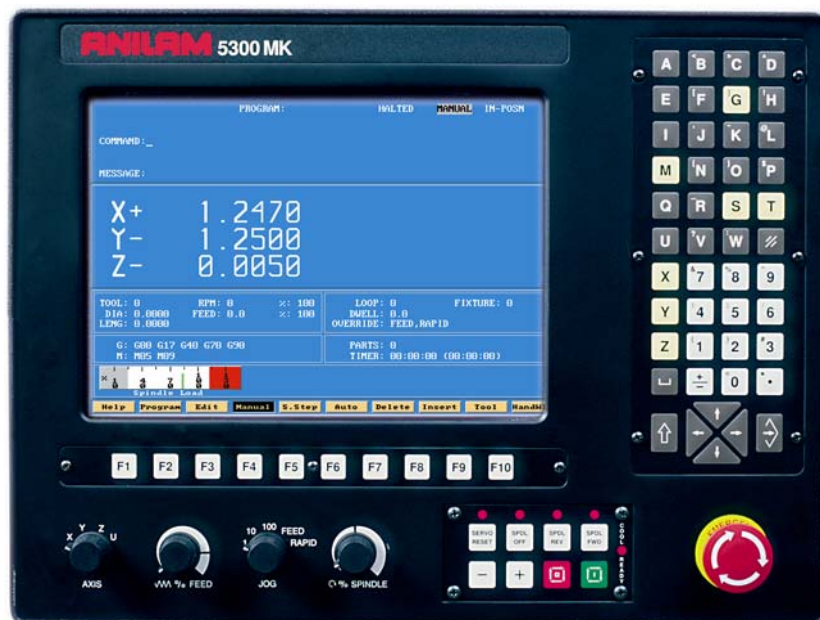 ANILAM 5300 MK
PROGRAM: HALTED MANUAL IN-POSN
COMMAND:_
MESSAGE:
X+ 1.2470
Y- 1.2500
Z- 0.0050
TOOL: 0 RPM: 0 %: 100 LOOP: 0 FIXTURE: 0
DIA: 0.0000 FEED: 0.0 %: 100 DWELL: 0.0
LENG: 0.0000 OVERRIDE: FEED,RAPID
G: G00 G17 G40 G70 G90 PARTS: 0
M: M05 M09 TIMER: 00:00:00 (00:00:00)
Spindle Load
Help Program Edit Manual S.Step Auto Delete Insert Tool HandW
F1 F2 F3 F4 F5 F6 F7 F8 F9 F10
A B C D
E F G H
I J K L
M N O P
Q R S T
U V W //
X 7 8 9
Y 4 5 6
Z 1 2 3
+/- 0 .
X Y Z U
AXIS
% FEED
1 10 100 FEED RAPID
JOG
% SPINDLE
SERVO RESET
SPDL OFF
SPDL REV
SPDL FWD
COOL READY
- +